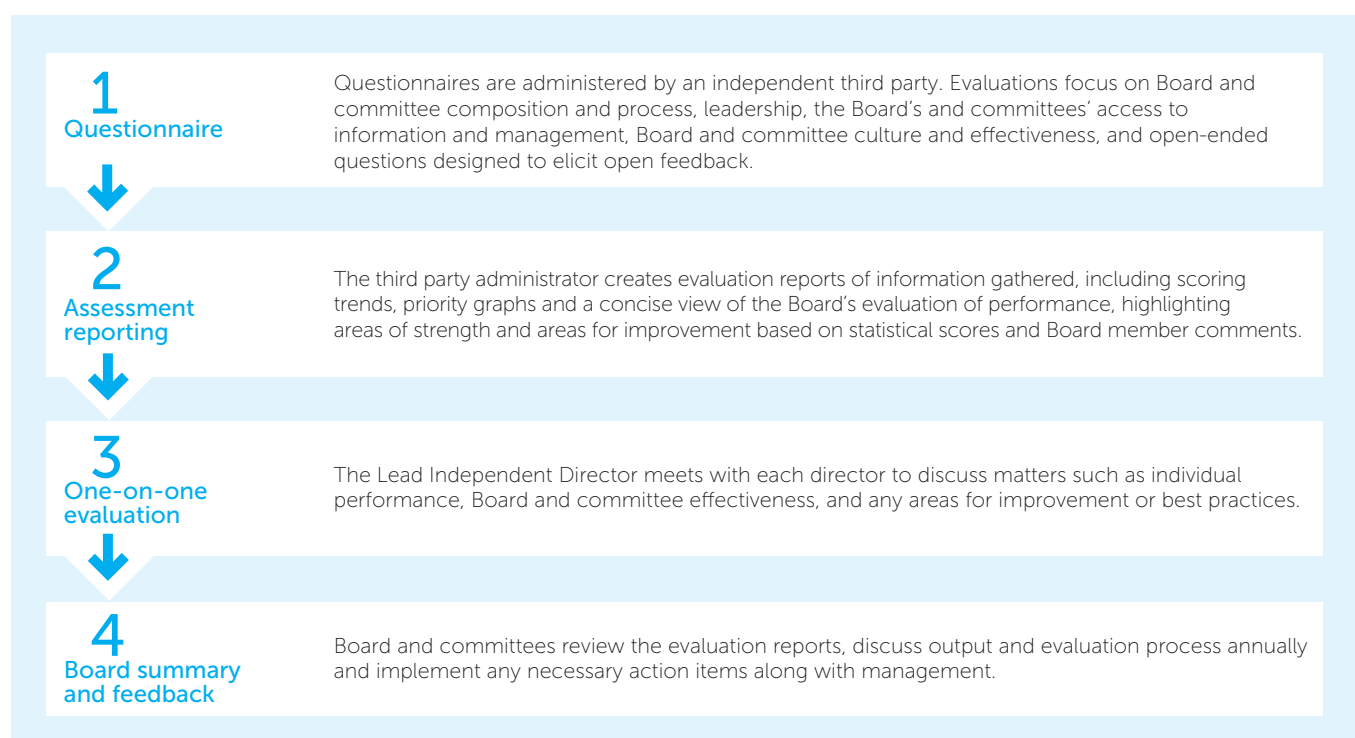 1
Questionnaire
Questionnaires are administered by an independent third party. Evaluations focus on Board and
committee composition and process, leadership, the Board’s and committees’ access to
information and management, Board and committee culture and effectiveness, and open-ended
questions designed to elicit open feedback.
2
Assessment
reporting
The third party administrator creates evaluation reports of information gathered, including scoring
trends, priority graphs and a concise view of the Board’s evaluation of performance, highlighting
areas of strength and areas for improvement based on statistical scores and Board member comments.
3
One-on-one
evaluation
The Lead Independent Director meets with each director to discuss matters such as individual
performance, Board and committee effectiveness, and any areas for improvement or best practices.
4
Board summary
and feedback
Board and committees review the evaluation reports, discuss output and evaluation process annually
and implement any necessary action items along with management.